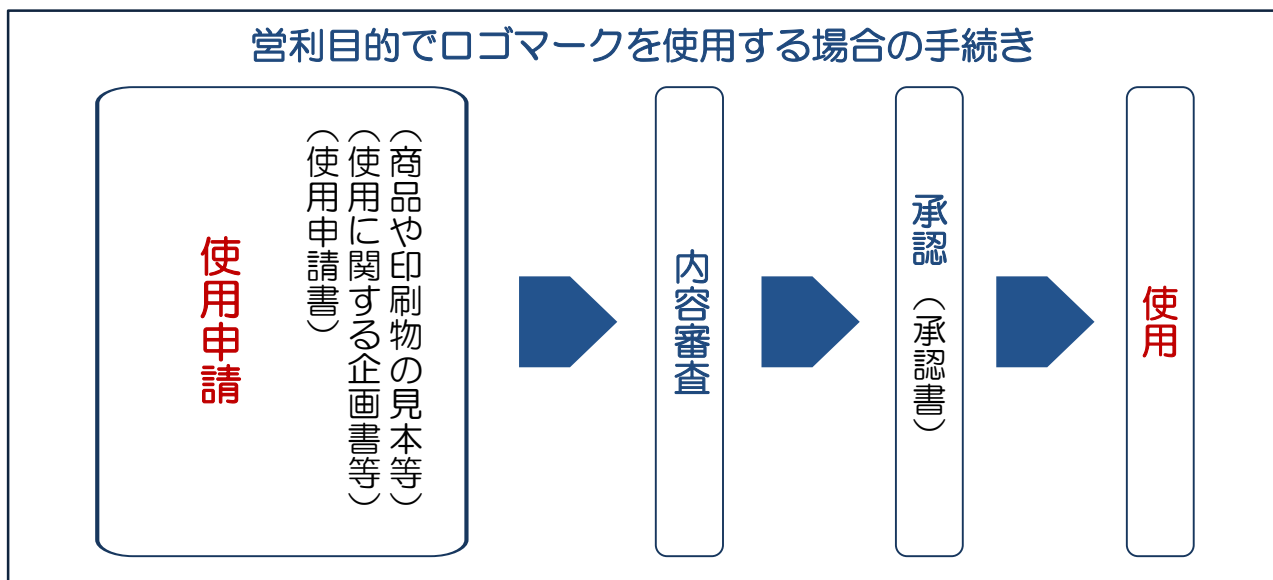 営利目的でロゴマークを使用する場合の手続き
(商品や印刷物の見本等)
(使用に関する企画書等)
(使用申請書)
使用申請
内容審査
承認 (承認書)
使用